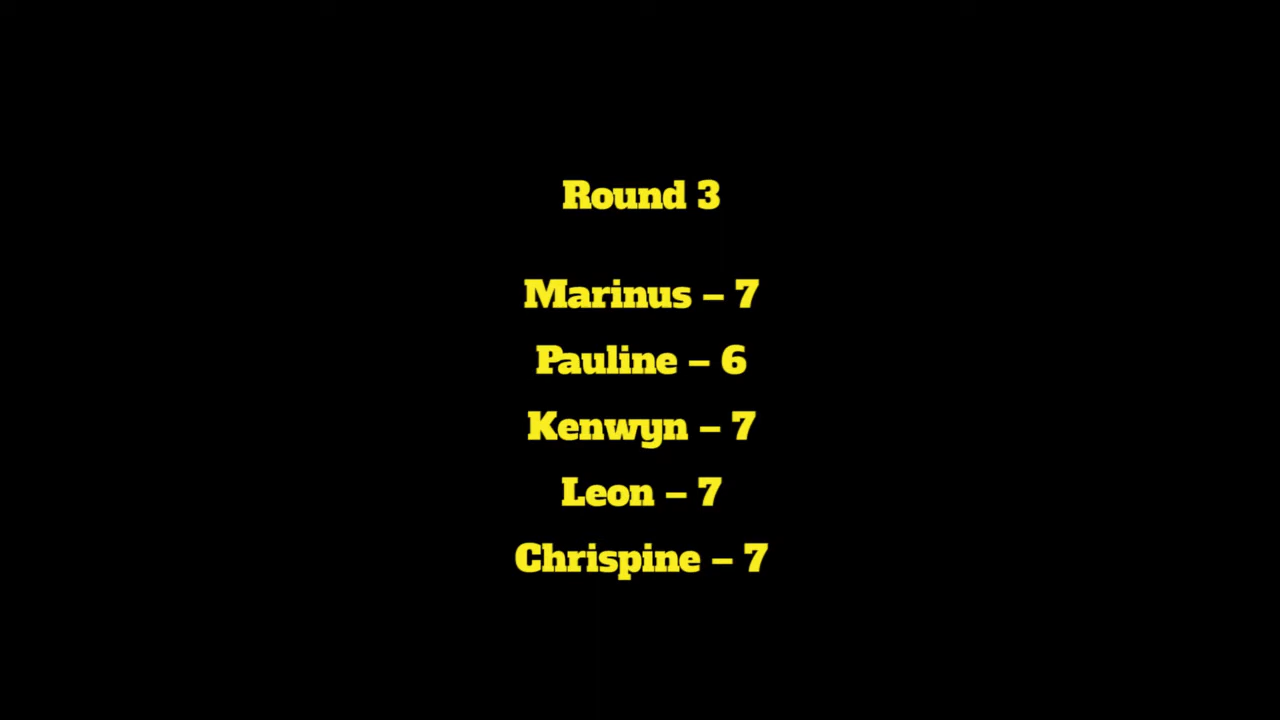 Round 3
Marinus – 7
Pauline – 6
Kenwyn – 7
Leon – 7
Chrispine – 7